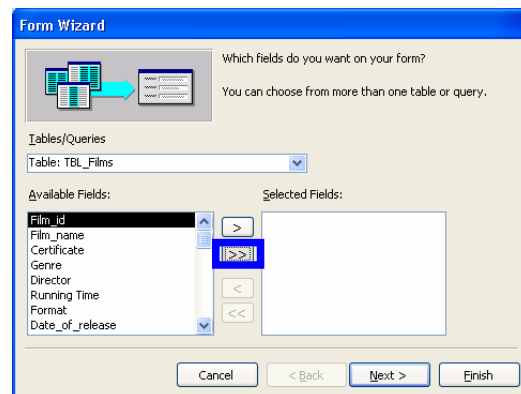 Form Wizard
Which fields do you want on your form?
You can choose from more than one table or query.
Tables/Queries
Table: TBL_Films
Available Fields:
Selected Fields:
Film_id
Film_name
Certificate
Genre
Director
Running Time
Format
Date_of_release
>
>>
<
<<
Cancel
< Back
Next >
Finish